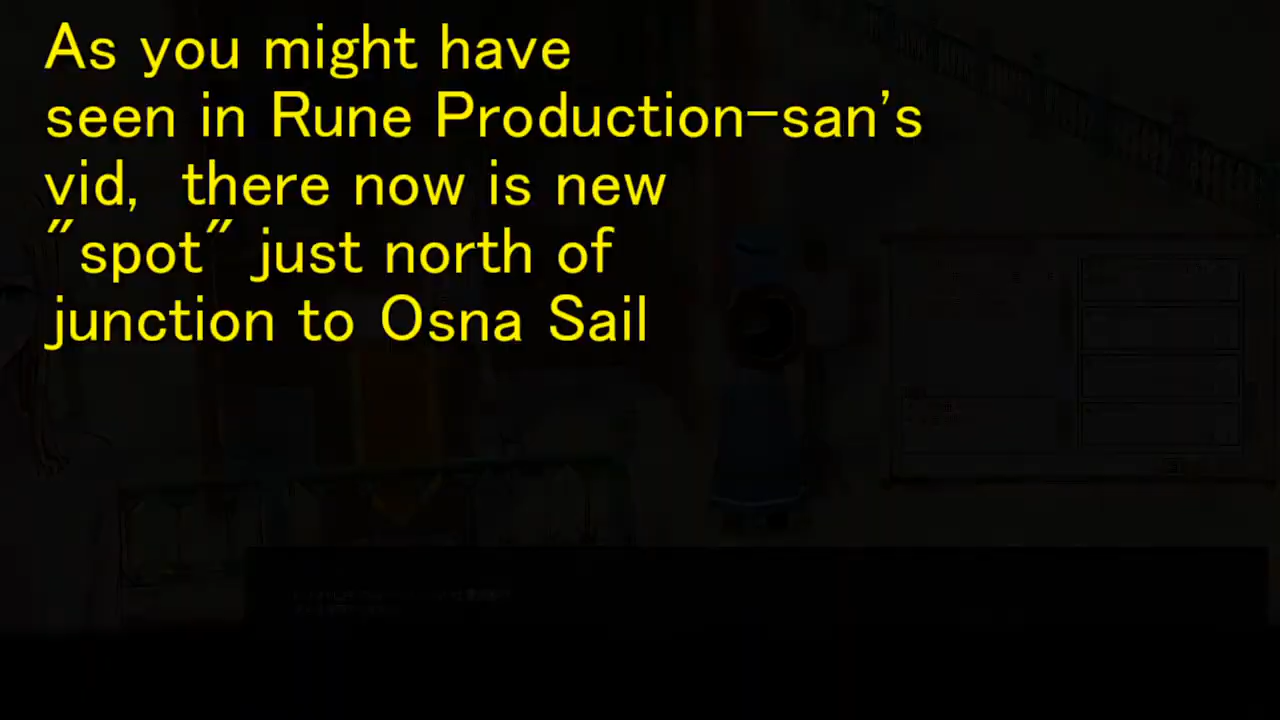 As you might have
seen in Rune Production-san's
vid,  there now is new
"spot" just north of
junction to Osna Sail